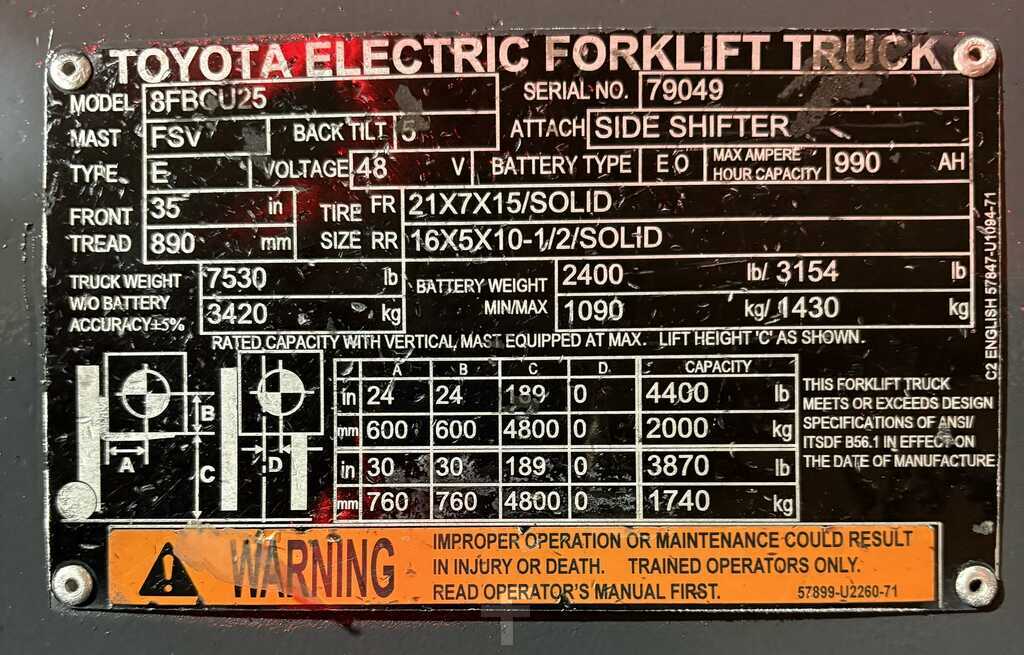 TOYOTA ELECTRIC FORKLIFT TRUCK
MODEL 8FBCU25 SERIAL NO. 79049
MAST FSV BACK TILT 5 ATTACH SIDE SHIFTER
TYPE E VOLTAGE 48 V BATTERY TYPE E O MAX AMPERE HOUR CAPACITY 990 AH
FRONT TREAD 35 in TIRE SIZE FR 21X7X15/SOLID
890 mm RR 16X5X10-1/2/SOLID
TRUCK WEIGHT W/O BATTERY ACCURACY±5% 7530 lb BATTERY WEIGHT MIN/MAX 2400 lb/ 3154 lb
3420 kg 1090 kg/ 1430 kg
RATED CAPACITY WITH VERTICAL MAST EQUIPPED AT MAX. LIFT HEIGHT 'C' AS SHOWN.
A B C D CAPACITY
in 24 24 189 0 4400 lb
mm 600 600 4800 0 2000 kg
in 30 30 189 0 3870 lb
mm 760 760 4800 0 1740 kg
B
A
C
D
THIS FORKLIFT TRUCK
MEETS OR EXCEEDS DESIGN
SPECIFICATIONS OF ANSI/
ITSDF B56.1 IN EFFECT ON
THE DATE OF MANUFACTURE
C2 ENGLISH 57847-U1094-71
WARNING
IMPROPER OPERATION OR MAINTENANCE COULD RESULT
IN INJURY OR DEATH. TRAINED OPERATORS ONLY.
READ OPERATOR'S MANUAL FIRST. 57899-U2260-71